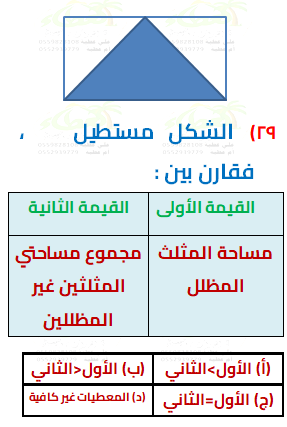 ٢٩) الشكل مستطيل ،
فقارن بين :
القيمة الأولى القيمة الثانية
مساحة المثلث المظلل مجموع مساحتي المثلثين غير المظللين
(أ) الأول>الثاني (ب) الأول<الثاني
(ج) الأول=الثاني (د) المعطيات غير كافية